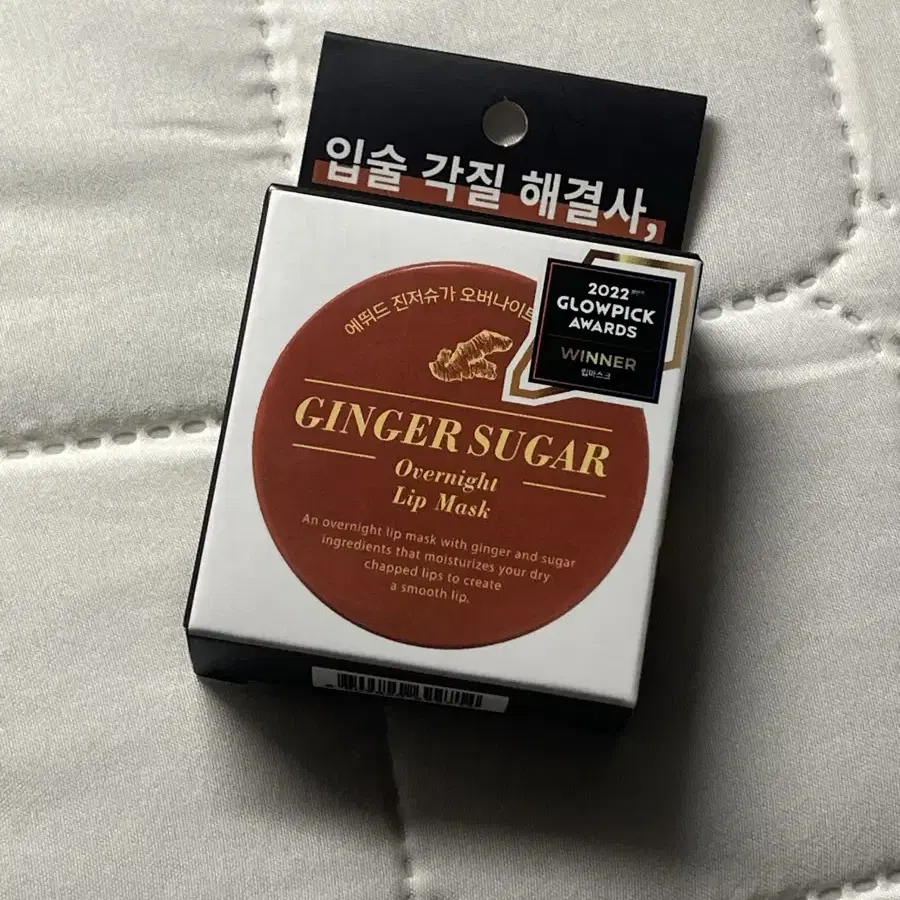 입술 각질 해결사,
에뛰드 진저슈가 오버나이트
2022
GLOWPICK
AWARDS
WINNER
립마스크
GINGER SUGAR
Overnight
Lip Mask
An overnight lip mask with ginger and sugar
ingredients that moisturizes your dry
chapped lips to create
a smooth lip.